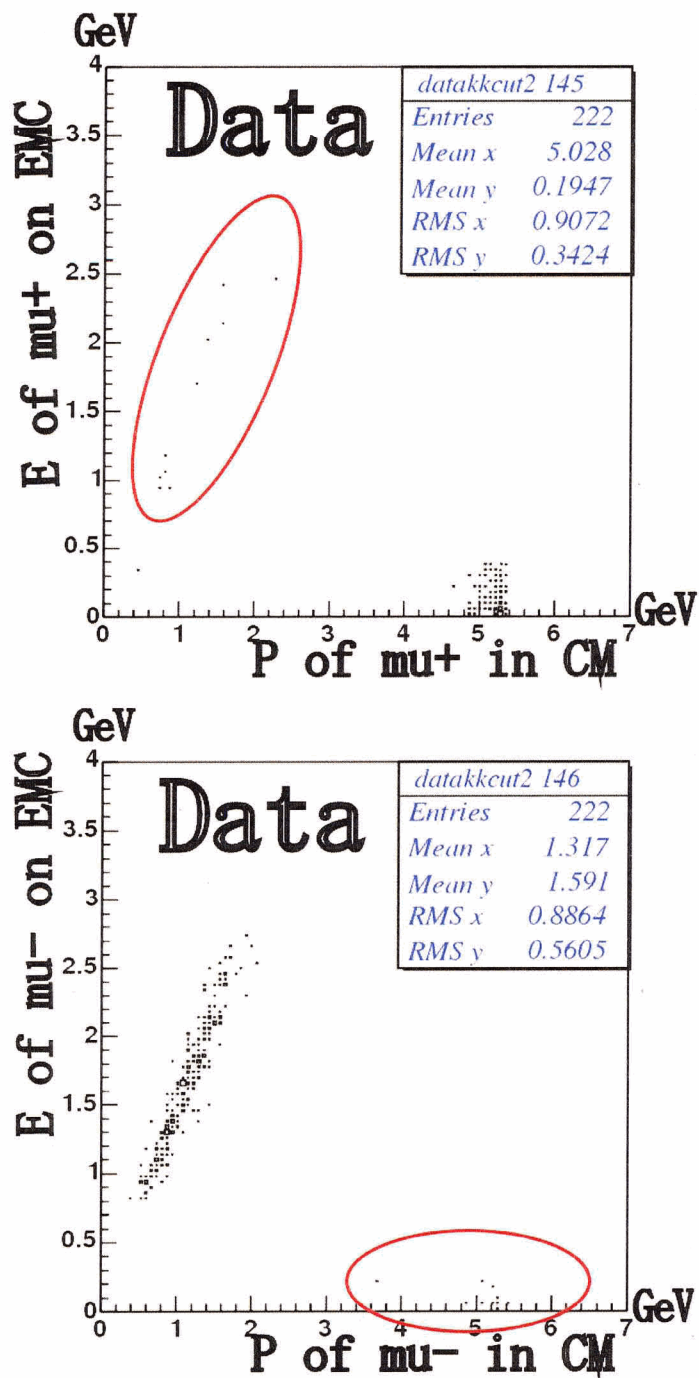 GeV
4
3.5
3
2.5
2
1.5
1
0.5
0
E of mu+ on EMC
Data
datakkcut2 145
Entries 222
Mean x 5.028
Mean y 0.1947
RMS x 0.9072
RMS y 0.3424
0 1 2 3 4 5 6 7
GeV
P of mu+ in CM
GeV
4
3.5
3
2.5
2
1.5
1
0.5
0
E of mu- on EMC
Data
datakkcut2 146
Entries 222
Mean x 1.317
Mean y 1.591
RMS x 0.8864
RMS y 0.5605
0 1 2 3 4 5 6 7
GeV
P of mu- in CM